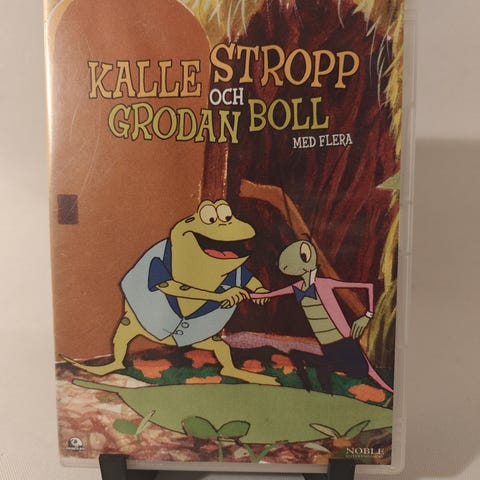 KALLE STROPP
OCH
GRODAN BOLL
MED FLERA
NOBLE